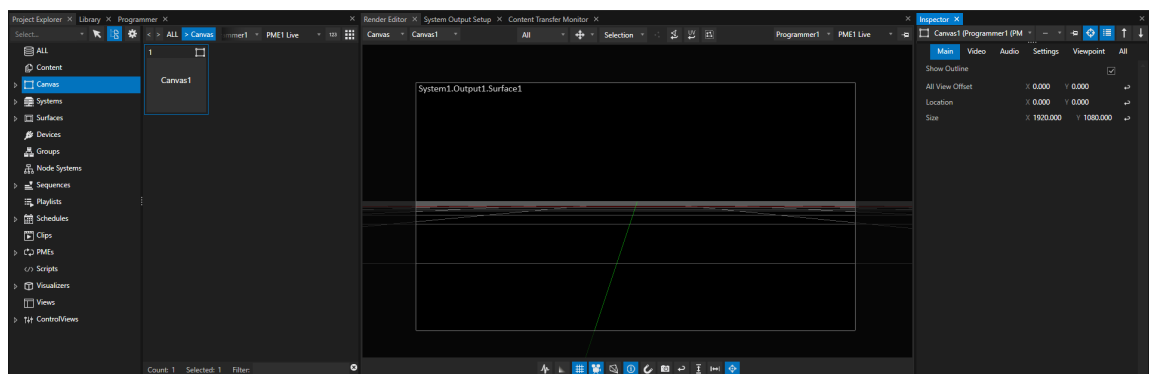 Project Explorer × Library × Programmer × ×
Select...
< > ALL > Canvas mmer1 PME1 Live 123
ALL
Content
Canvas
Systems
Surfaces
Devices
Groups
Node Systems
Sequences
Playlists
Schedules
Clips
PMEs
Scripts
Visualizers
Views
ControlViews
1
Canvas1
Count: 1 Selected: 1 Filter:
Render Editor × System Output Setup × Content Transfer Monitor × ×
Canvas Canvas1 All Selection UV Programmer1 PME1 Live
System1.Output1.Surface1
Inspector × ×
Canvas1 (Programmer1 (PM
Main Video Audio Settings Viewpoint All
Show Outline
All View Offset X 0.000 Y 0.000
Location X 0.000 Y 0.000
Size X 1920.000 Y 1080.000